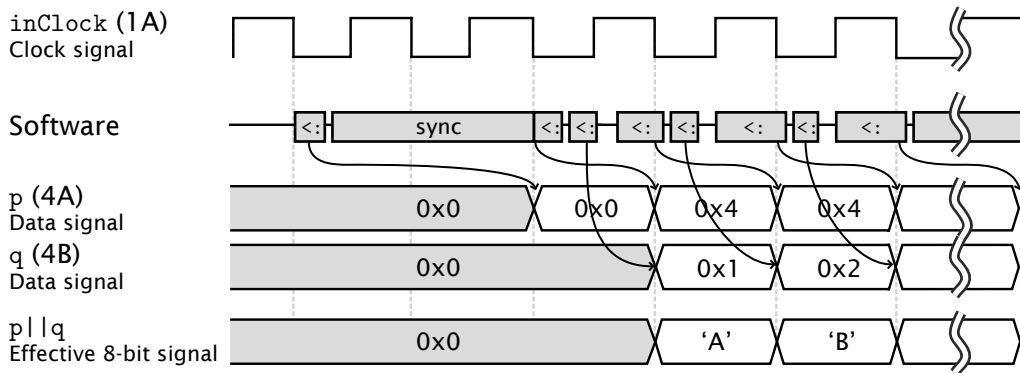 inClock (1A)
Clock signal
Software
<: sync <: <: <: <: <: <: <:
p (4A)
Data signal
0x0 0x0 0x4 0x4
q (4B)
Data signal
0x0 0x1 0x2
p||q
Effective 8-bit signal
0x0 ‘A’ ‘B’